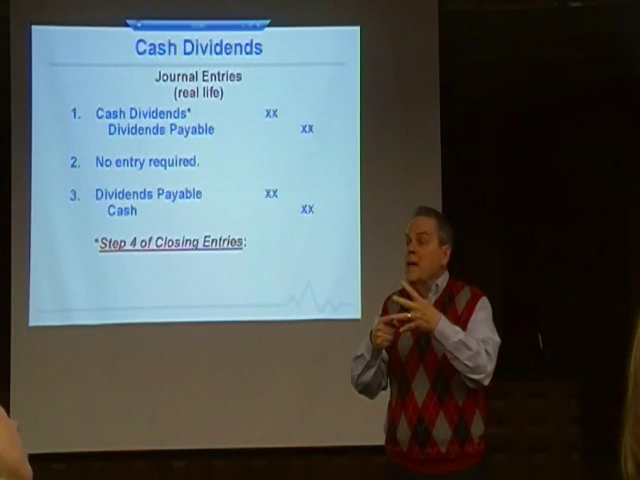 Cash Dividends
Journal Entries
(real life)
1. Cash Dividends* xx
Dividends Payable xx
2. No entry required.
3. Dividends Payable xx
Cash xx
*Step 4 of Closing Entries: